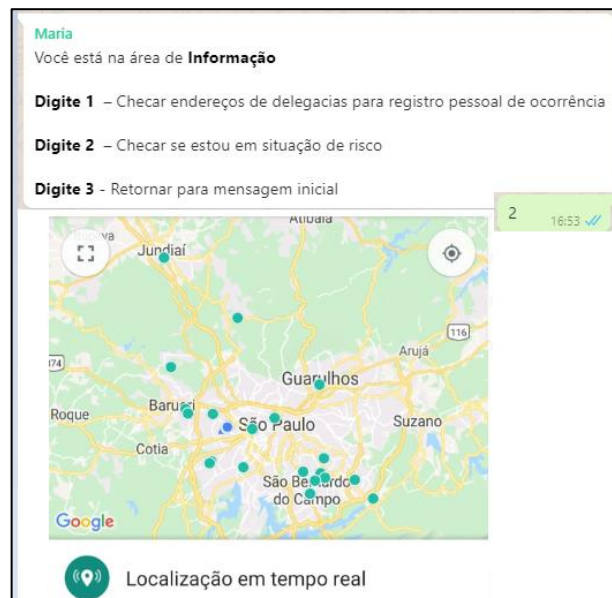 Maria
Você está na área de Informação
Digite 1 – Checar endereços de delegacias para registro pessoal de ocorrência
Digite 2 – Checar se estou em situação de risco
Digite 3 - Retornar para mensagem inicial
2 16:53
Atibaia
Jundiaí
116
Arujá
374
Guarulhos
Barueri
São Paulo
Roque
Suzano
Cotia
São Bernardo
do Campo
Google
Localização em tempo real